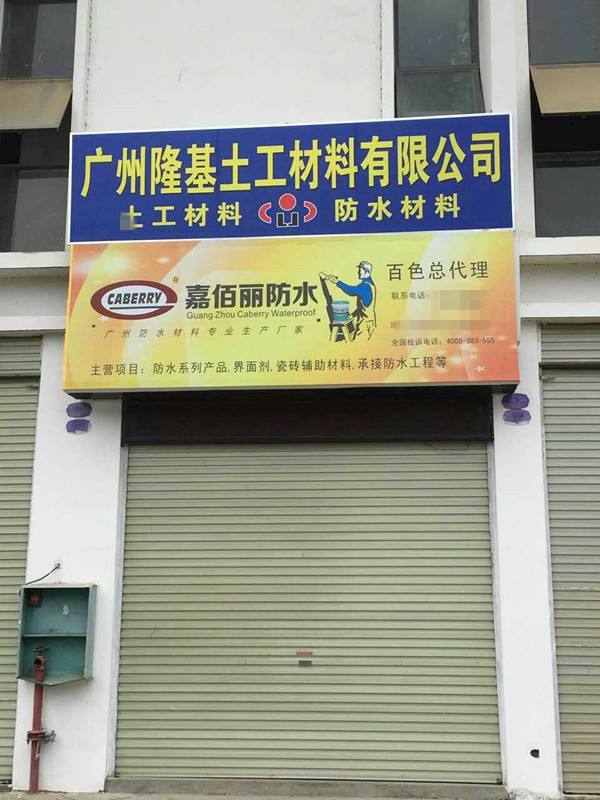 广州隆基土工材料有限公司
土工材料 LJ 防水材料
CABERRY ® 嘉佰丽防水
Guang Zhou Caberry Waterproof
"广州防水材料专业生产厂家"
百色总代理
联系电话:
全国投诉电话: 4008-383-595
主营项目: 防水系列产品, 界面剂, 瓷砖辅助材料, 承接防水工程等